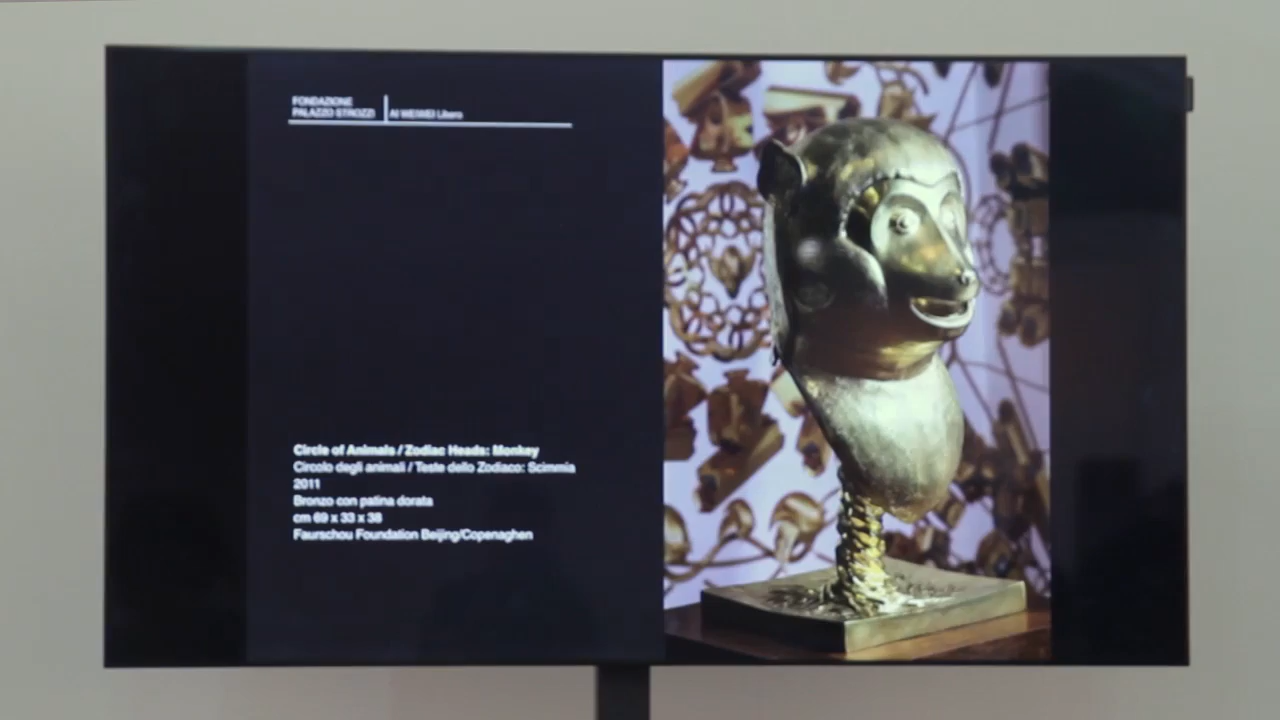 FONDAZIONE
PALAZZO STROZZI
AI WEIWEI Libero
Circle of Animals / Zodiac Heads: Monkey
Circolo degli animali / Teste dello Zodiaco: Scimmia
2011
Bronzo con patina dorata
cm 69 x 33 x 38
Faurschou Foundation Beijing/Copenaghen